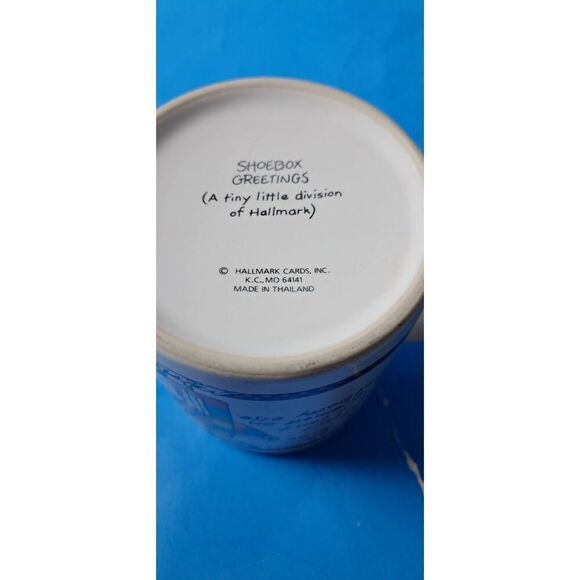 SHOEBOX
GREETINGS
(A tiny little division
of Hallmark)
© HALLMARK CARDS, INC.
K.C., MO 64141
MADE IN THAILAND